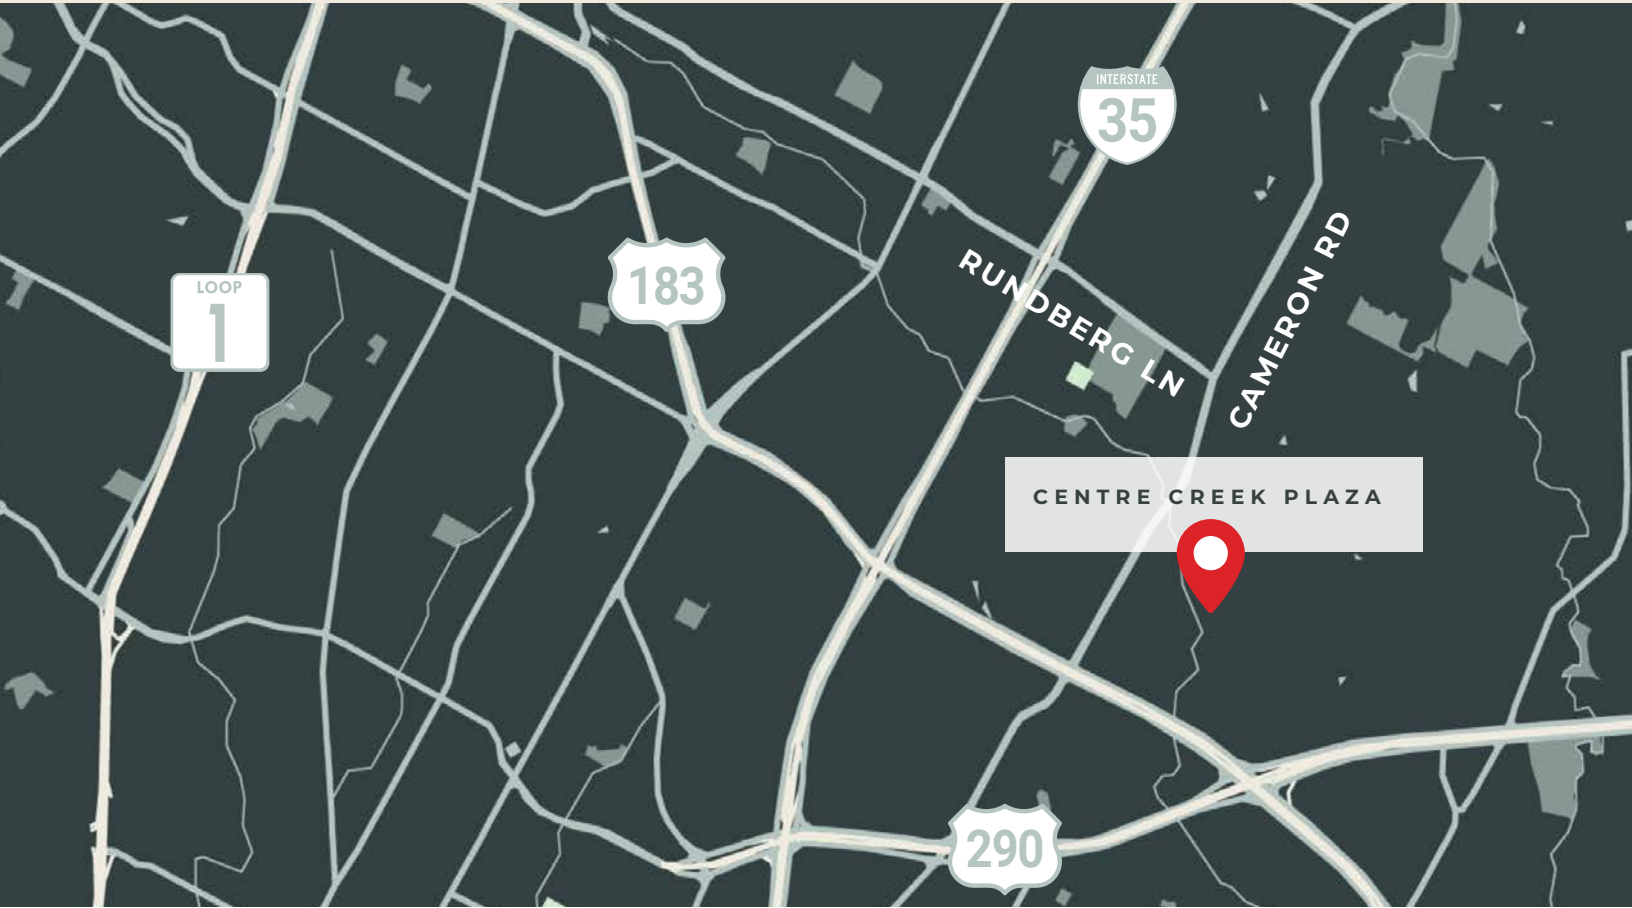 INTERSTATE
35
RUNDBERG LN
CAMERON RD
183
LOOP
1
CENTRE CREEK PLAZA
290